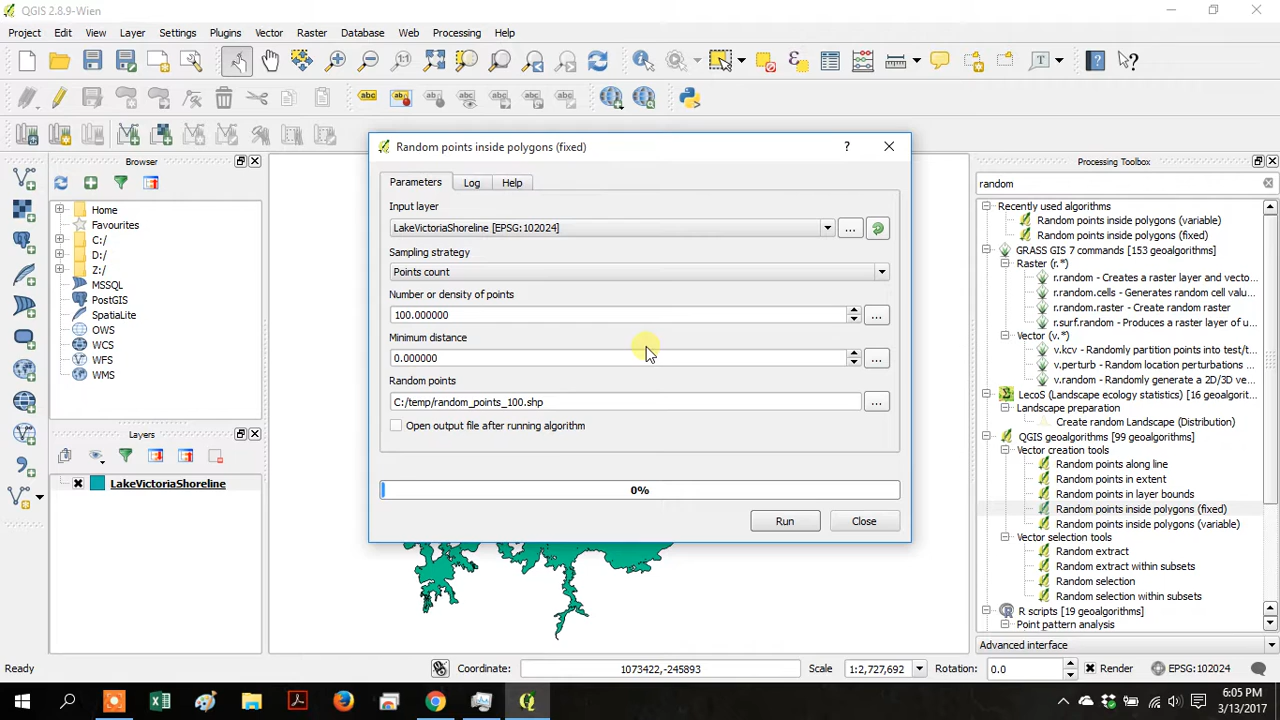 QGIS 2.8.9-Wien
Project Edit View Layer Settings Plugins Vector Raster Database Web Processing Help
Browser
Home
Favourites
C:/
D:/
Z:/
MSSQL
PostGIS
SpatiaLite
OWS
WCS
WFS
WMS
Layers
LakeVictoriaShoreline
Random points inside polygons (fixed)
Parameters Log Help
Input layer
LakeVictoriaShoreline [EPSG:102024]
Sampling strategy
Points count
Number or density of points
100.000000
Minimum distance
0.000000
Random points
C:/temp/random_points_100.shp
Open output file after running algorithm
0%
Run Close
Processing Toolbox
random
Recently used algorithms
Random points inside polygons (variable)
Random points inside polygons (fixed)
GRASS GIS 7 commands [153 geoalgorithms]
Raster (r.*)
r.random - Creates a raster layer and vecto...
r.random.cells - Generates random cell valu...
r.random.raster - Create random raster
r.surf.random - Produces a raster layer of u...
Vector (v.*)
v.kcv - Randomly partition points into test/t...
v.perturb - Random location perturbations ...
v.random - Randomly generate a 2D/3D ve...
LecoS (Landscape ecology statistics) [16 geoalgorithms]
Landscape preparation
Create random Landscape (Distribution)
QGIS geoalgorithms [99 geoalgorithms]
Vector creation tools
Random points along line
Random points in extent
Random points in layer bounds
Random points inside polygons (fixed)
Random points inside polygons (variable)
Vector selection tools
Random extract
Random extract within subsets
Random selection
Random selection within subsets
R scripts [19 geoalgorithms]
Point pattern analysis
Advanced interface
Ready
Coordinate: 1073422,-245893 Scale 1:2,727,692 Rotation: 0.0 Render EPSG:102024
6:05 PM
3/13/2017